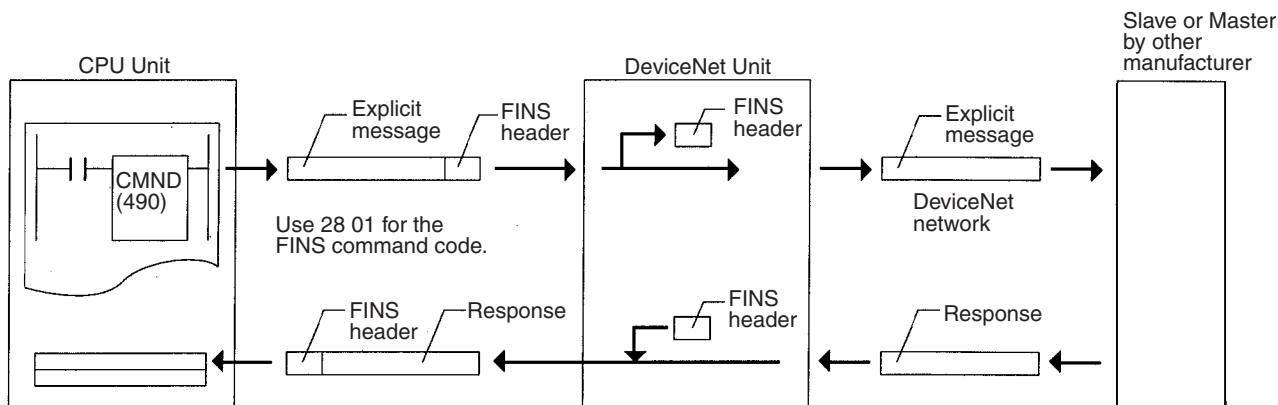 Slave or Master
by other
manufacturer
CPU Unit
DeviceNet Unit
Explicit
message
FINS
header
FINS
header
Explicit
message
CMND
(490)
Use 28 01 for the
FINS command code.
DeviceNet
network
FINS
header
Response
FINS
header
Response